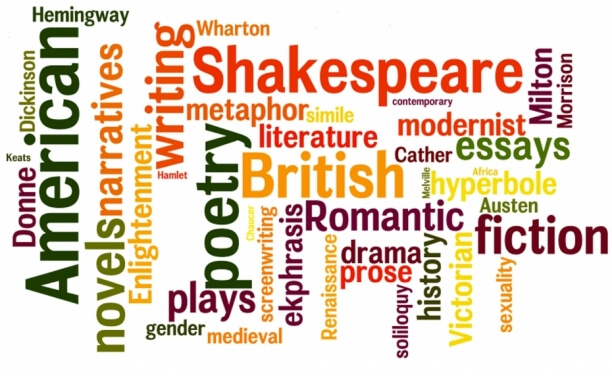 Hemingway
Dickinson
American
Keats
Donne
novels
narratives
Enlightenment
writing
Hamlet
Wharton
Shakespeare
contemporary
metaphor
simile
literature
modernist
Milton
Morrison
essays
Cather
British
poetry
Melville
Africa
hyperbole
Austen
Chaucer
Romantic
fiction
screenwriting
ekphrasis
Renaissance
drama
prose
soliloquy
history
Victorian
sexuality
plays
gender
medieval